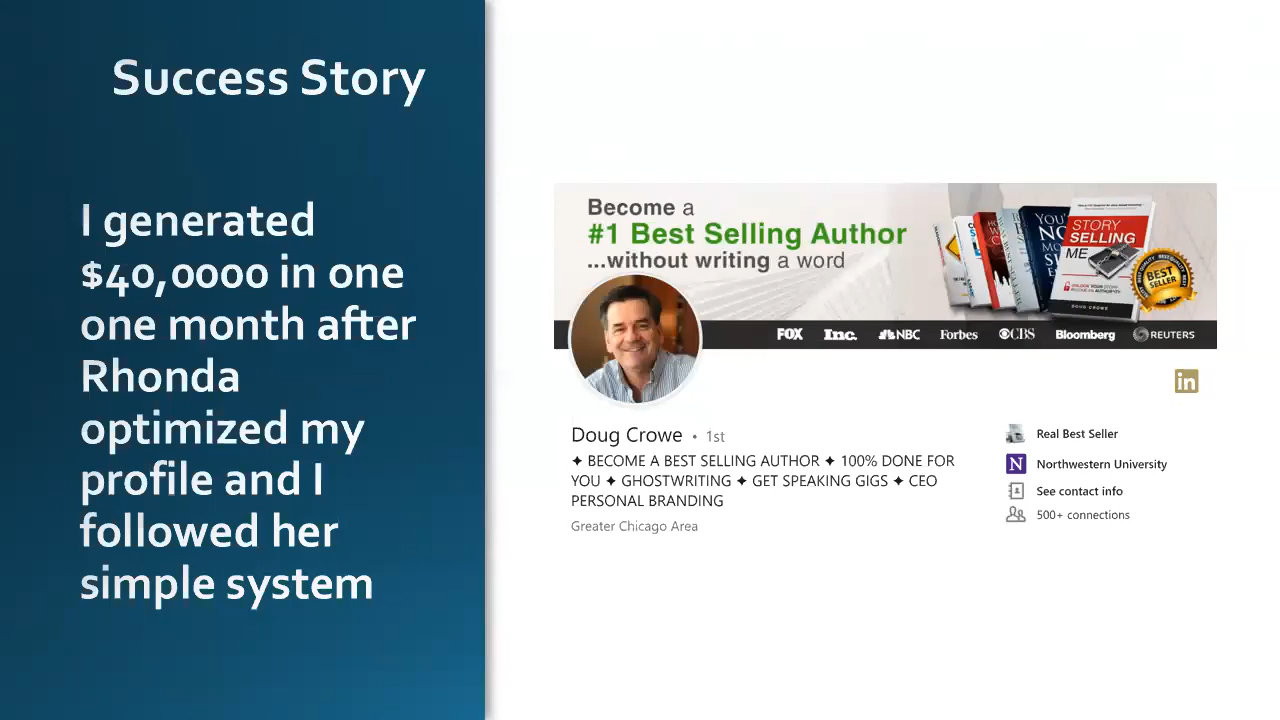 Success Story
I generated
$40,0000 in one
one month after
Rhonda
optimized my
profile and I
followed her
simple system
Become a
#1 Best Selling Author
...without writing a word
STORY
SELLING
ME
DOUG CROWE
BEST
SELLER
FOX Inc. NBC Forbes CBS Bloomberg REUTERS
in
Doug Crowe • 1st
✦ BECOME A BEST SELLING AUTHOR ✦ 100% DONE FOR
YOU ✦ GHOSTWRITING ✦ GET SPEAKING GIGS ✦ CEO
PERSONAL BRANDING
Greater Chicago Area
Real Best Seller
N Northwestern University
See contact info
500+ connections